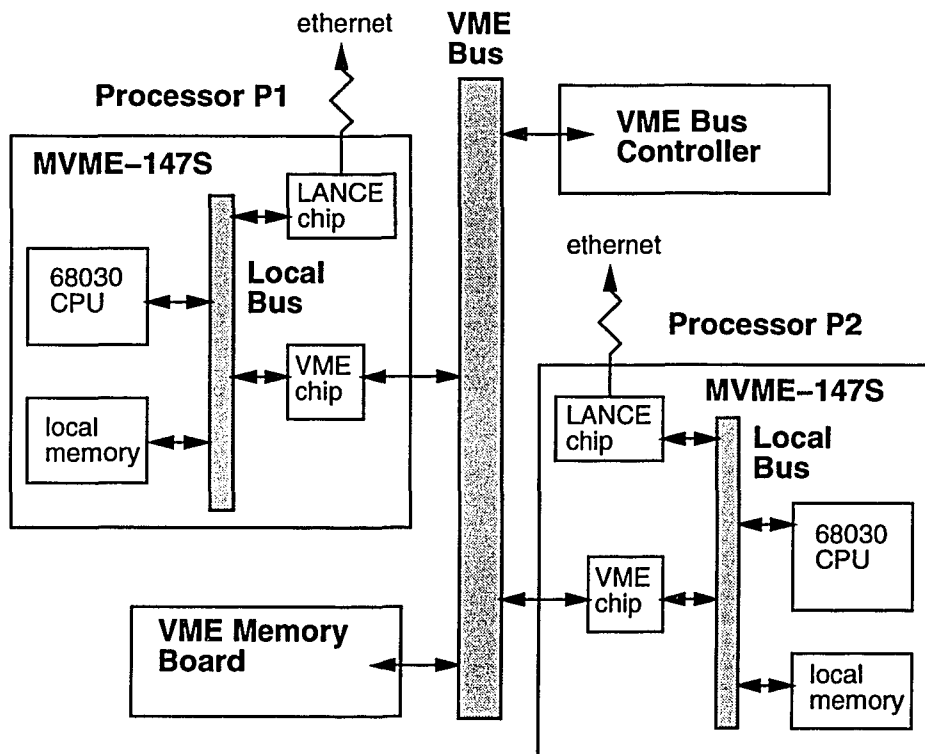 ethernet
VME
Bus
Processor P1
VME Bus
Controller
MVME–147S
LANCE
chip
68030
CPU
Local
Bus
VME
chip
local
memory
ethernet
Processor P2
MVME–147S
LANCE
chip
Local
Bus
68030
CPU
VME
chip
VME Memory
Board
local
memory